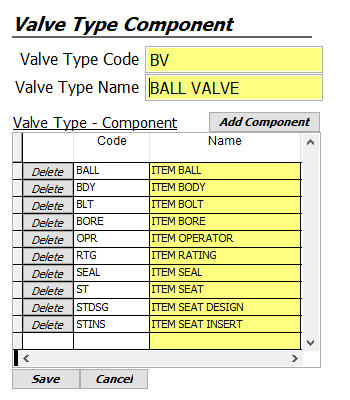 Valve Type Component
Valve Type Code BV
Valve Type Name BALL VALVE
Valve Type - Component Add Component
Code Name
Delete BALL ITEM BALL
Delete BDY ITEM BODY
Delete BLT ITEM BOLT
Delete BORE ITEM BORE
Delete OPR ITEM OPERATOR
Delete RTG ITEM RATING
Delete SEAL ITEM SEAL
Delete ST ITEM SEAT
Delete STDSG ITEM SEAT DESIGN
Delete STINS ITEM SEAT INSERT
Save Cancel